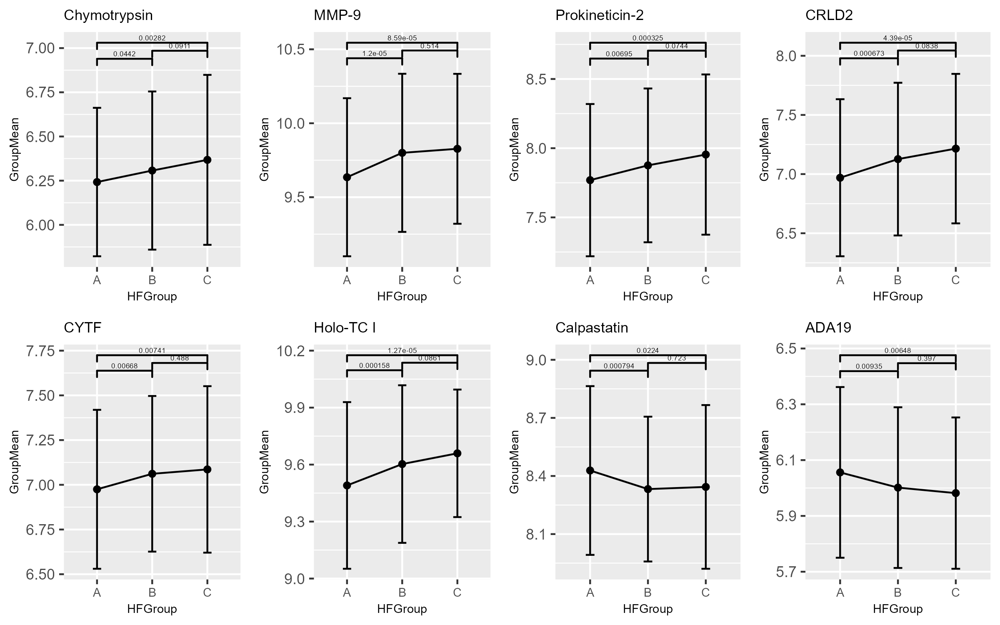 Chymotrypsin
0.00282
0.0911
0.0442
7.00
6.75
6.50
6.25
6.00
GroupMean
A B C
HFGroup
MMP-9
8.59e-05
0.514
1.2e-05
10.5
10.0
9.5
GroupMean
A B C
HFGroup
Prokineticin-2
0.000325
0.0744
0.00695
8.5
8.0
7.5
GroupMean
A B C
HFGroup
CRLD2
4.39e-05
0.0838
0.000673
8.0
7.5
7.0
6.5
GroupMean
A B C
HFGroup
CYTF
0.00741
0.488
0.00668
7.75
7.50
7.25
7.00
6.75
6.50
GroupMean
A B C
HFGroup
Holo-TC I
1.27e-05
0.0861
0.000158
10.2
9.9
9.6
9.3
9.0
GroupMean
A B C
HFGroup
Calpastatin
0.0224
0.723
0.000794
9.0
8.7
8.4
8.1
GroupMean
A B C
HFGroup
ADA19
0.00648
0.397
0.00935
6.5
6.3
6.1
5.9
5.7
GroupMean
A B C
HFGroup